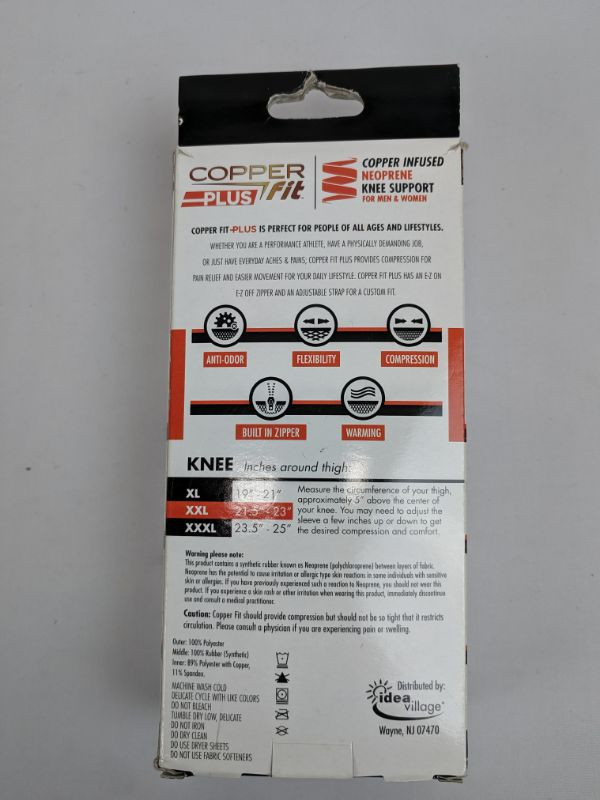 COPPER
PLUS Fit™
COPPER INFUSED
NEOPRENE
KNEE SUPPORT
FOR MEN & WOMEN
COPPER FIT PLUS IS PERFECT FOR PEOPLE OF ALL AGES AND LIFESTYLES.
WHETHER YOU ARE A PERFORMANCE ATHLETE, HAVE A PHYSICALLY DEMANDING JOB,
OR JUST HAVE EVERYDAY ACHES & PAINS; COPPER FIT PLUS PROVIDES COMPRESSION FOR
PAIN RELIEF AND EASIER MOVEMENT FOR YOUR DAILY LIFESTYLE. COPPER FIT PLUS HAS AN E-Z ON
E-Z OFF ZIPPER AND AN ADJUSTABLE STRAP FOR A CUSTOM FIT.
ANTI-ODOR FLEXIBILITY COMPRESSION
BUILT IN ZIPPER WARMING
KNEE Inches around thigh
XL 19" - 21"
XXL 21.5" - 23"
XXXL 23.5" - 25"
Measure the circumference of your thigh,
approximately 5" above the center of
your knee. You may need to adjust the
sleeve a few inches up or down to get
the desired compression and comfort.
Warning please note:
This product contains a synthetic rubber known as Neoprene (polychloroprene) between layers of fabric.
Neoprene has the potential to cause irritation or allergic type skin reactions in some individuals with sensitive
skin or allergies. If you have previously experienced such a reaction to Neoprene, you should not wear this
product. If you experience a skin rash or other irritation when wearing this product, immediately discontinue
use and consult a medical practitioner.
Caution: Copper Fit should provide compression but should not be so tight that it restricts
circulation. Please consult a physician if you are experiencing pain or swelling.
Outer: 100% Polyester
Middle: 100% Rubber (Synthetic)
Inner: 89% Polyester with Copper,
11% Spandex.
MACHINE WASH COLD
DELICATE CYCLE WITH LIKE COLORS
DO NOT BLEACH
TUMBLE DRY LOW, DELICATE
DO NOT IRON
DO DRY CLEAN
DO USE DRYER SHEETS
DO NOT USE FABRIC SOFTENERS
Distributed by:
idea
village®
Wayne, NJ 07470